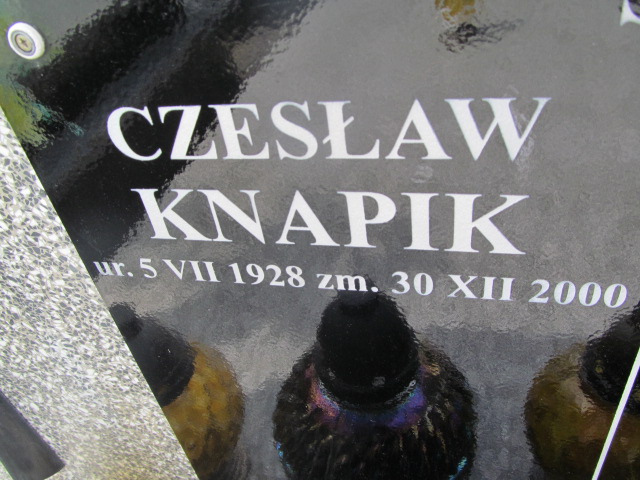 CZESŁAW
KNAPIK
ur. 5 VII 1928 zm. 30 XII 2000